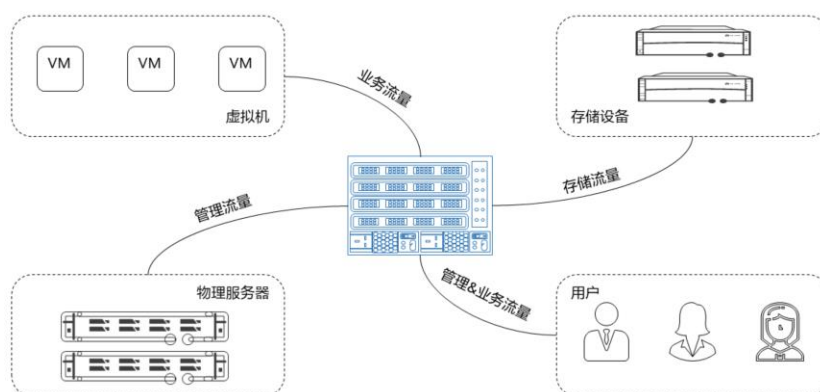 VM
VM
VM
虚拟机
业务流量
存储设备
管理流量
存储流量
物理服务器
管理&业务流量
用户